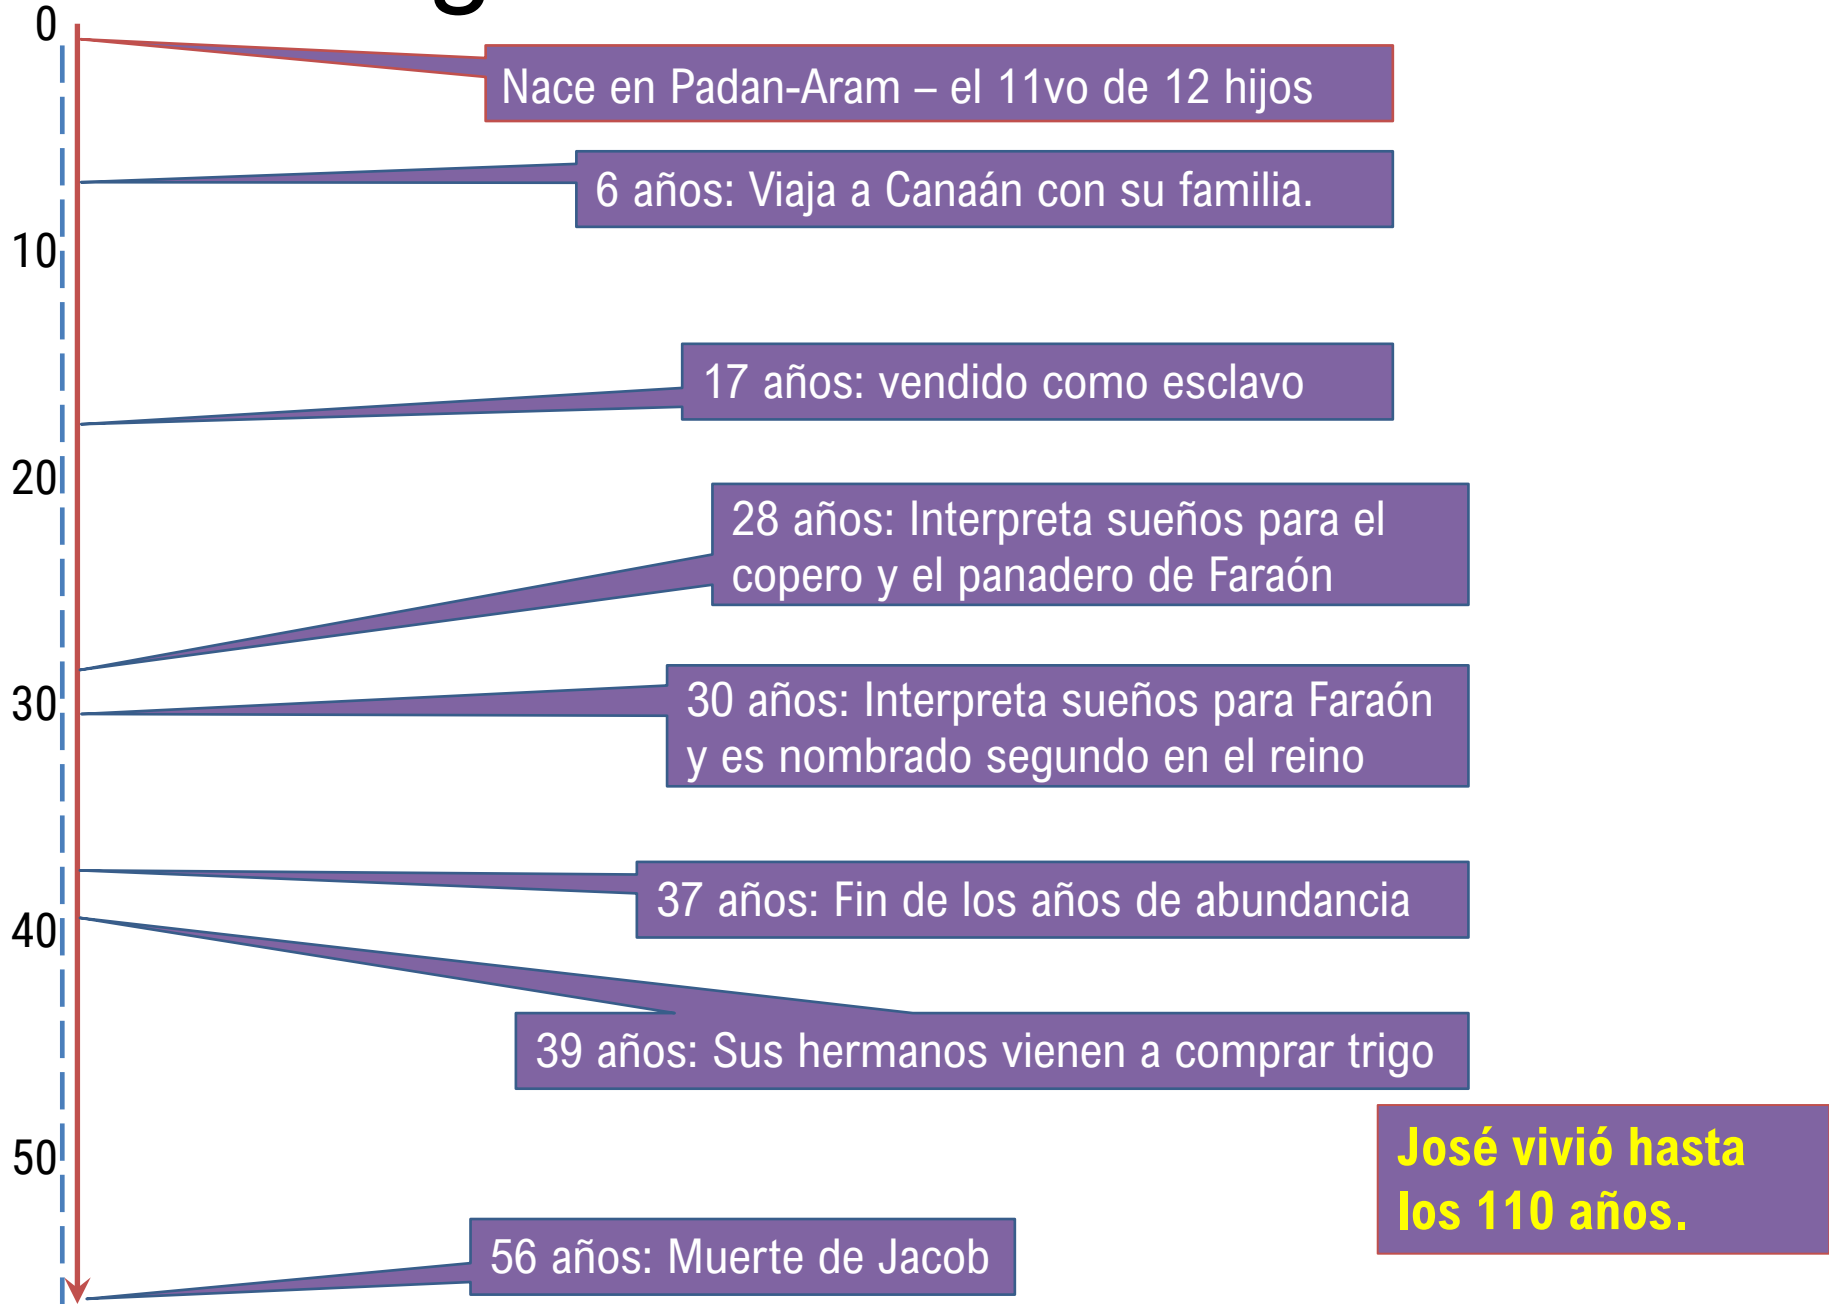 0
Nace en Padan-Aram – el 11vo de 12 hijos
6 años: Viaja a Canaán con su familia.
10
17 años: vendido como esclavo
20
28 años: Interpreta sueños para el
copero y el panadero de Faraón
30
30 años: Interpreta sueños para Faraón
y es nombrado segundo en el reino
37 años: Fin de los años de abundancia
40
39 años: Sus hermanos vienen a comprar trigo
50
José vivió hasta
los 110 años.
56 años: Muerte de Jacob